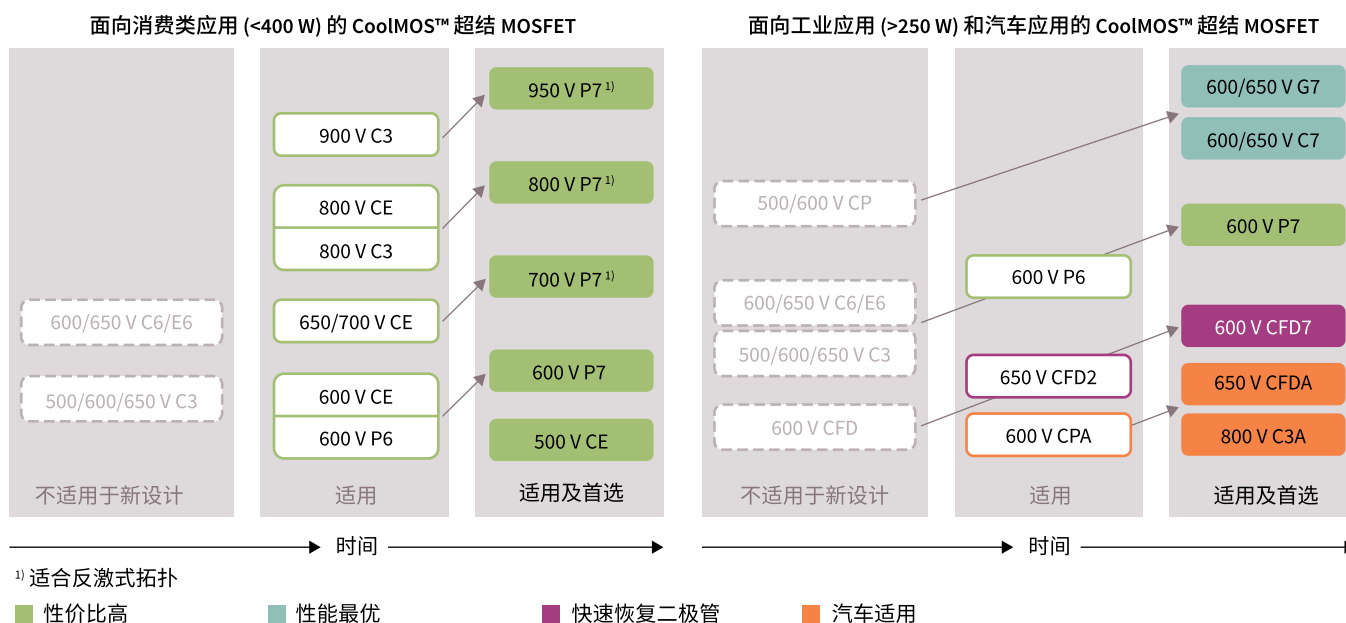 面向消费类应用 (<400 W) 的 CoolMOS™ 超结 MOSFET
950 V P7 1)
900 V C3
800 V P7 1)
800 V CE
800 V C3
700 V P7 1)
600/650 V C6/E6
650/700 V CE
600 V P7
500/600/650 V C3
600 V CE
600 V P6
500 V CE
不适用于新设计
适用
适用及首选
时间
面向工业应用 (>250 W) 和汽车应用的 CoolMOS™ 超结 MOSFET
600/650 V G7
600/650 V C7
500/600 V CP
600 V P7
600 V P6
600/650 V C6/E6
500/600/650 V C3
600 V CFD7
650 V CFD2
650 V CFDA
600 V CFD
600 V CPA
800 V C3A
不适用于新设计
适用
适用及首选
时间
1) 适合反激式拓扑
性价比高
性能最优
快速恢复二极管
汽车适用